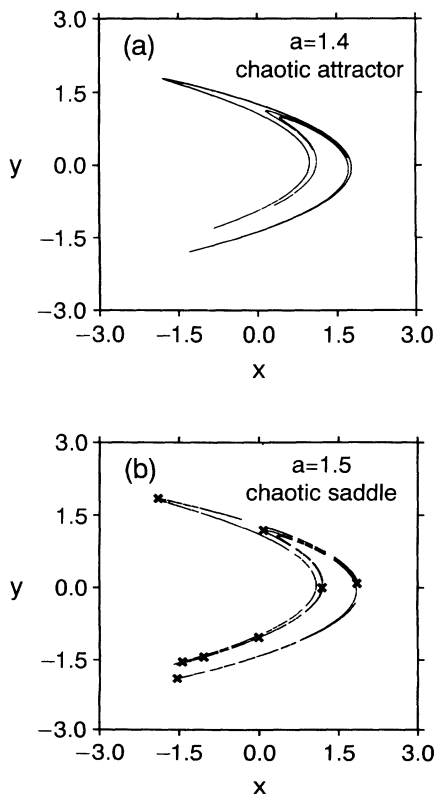 (a)
a=1.4
chaotic attractor
3.0
1.5
y 0.0
−1.5
−3.0
−3.0 −1.5 0.0 1.5 3.0
x
(b)
a=1.5
chaotic saddle
3.0
1.5
y 0.0
−1.5
−3.0
−3.0 −1.5 0.0 1.5 3.0
x